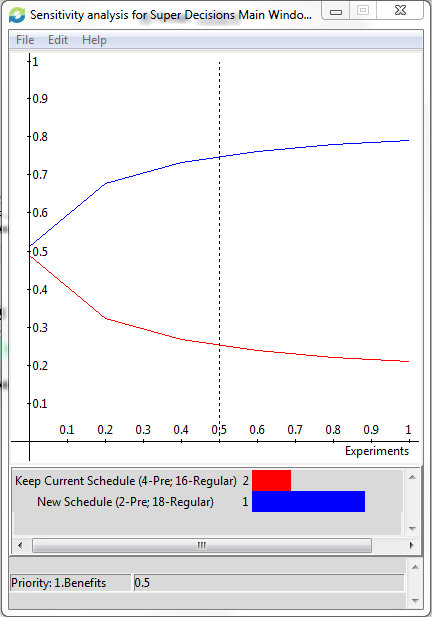 Sensitivity analysis for Super Decisions Main Windo...
File Edit Help
1
0.9
0.8
0.7
0.6
0.5
0.4
0.3
0.2
0.1
0.1 0.2 0.3 0.4 0.5 0.6 0.7 0.8 0.9 1
Experiments
Keep Current Schedule (4-Pre; 16-Regular) 2
New Schedule (2-Pre; 18-Regular) 1
Priority: 1.Benefits 0.5